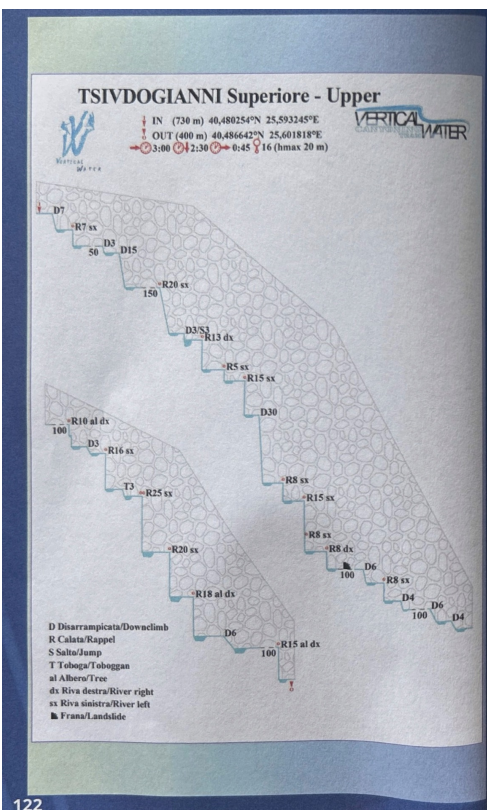 TSIVDOGIANNI Superiore - Upper
IN (730 m) 40,480254°N 25,593245°E
OUT (400 m) 40,486642°N 25,601818°E
3:00 2:30 0:45 16 (hmax 20 m)
VERTICAL WATER
VERTICAL WATER
D7
R7 sx
50
D3
D15
R20 sx
150
D3/S3
R13 dx
R5 sx
R15 sx
D30
R8 sx
R15 sx
R8 sx
R8 dx
100
D6
R8 sx
D4
100
D6
D4
R10 al dx
100
D3
R16 sx
T3
R25 sx
R20 sx
R18 al dx
D6
100
R15 al dx
D Disarrampicata/Downclimb
R Calata/Rappel
S Salto/Jump
T Toboga/Toboggan
al Albero/Tree
dx Riva destra/River right
sx Riva sinistra/River left
Frana/Landslide
122